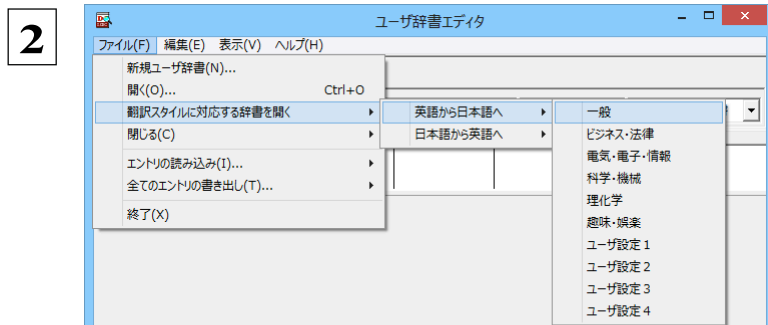 2
ユーザ辞書エディタ
ファイル(F) 編集(E) 表示(V) ヘルプ(H)
新規ユーザ辞書(N)...
開く(O)... Ctrl+O
翻訳スタイルに対応する辞書を開く
閉じる(C)
エントリの読み込み(I)...
全てのエントリの書き出し(T)...
終了(X)
英語から日本語へ
日本語から英語へ
一般
ビジネス・法律
電気・電子・情報
科学・機械
理化学
趣味・娯楽
ユーザ設定 1
ユーザ設定 2
ユーザ設定 3
ユーザ設定 4